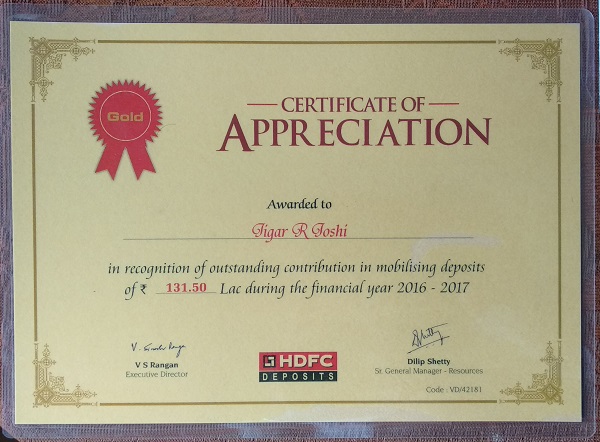 Gold
CERTIFICATE OF
APPRECIATION
Awarded to
Jigar R Joshi
in recognition of outstanding contribution in mobilising deposits
of ₹ 131.50 Lac during the financial year 2016 - 2017
V S Rangan
Executive Director
HDFC
DEPOSITS
Dilip Shetty
Sr. General Manager - Resources
Code : VD/42181